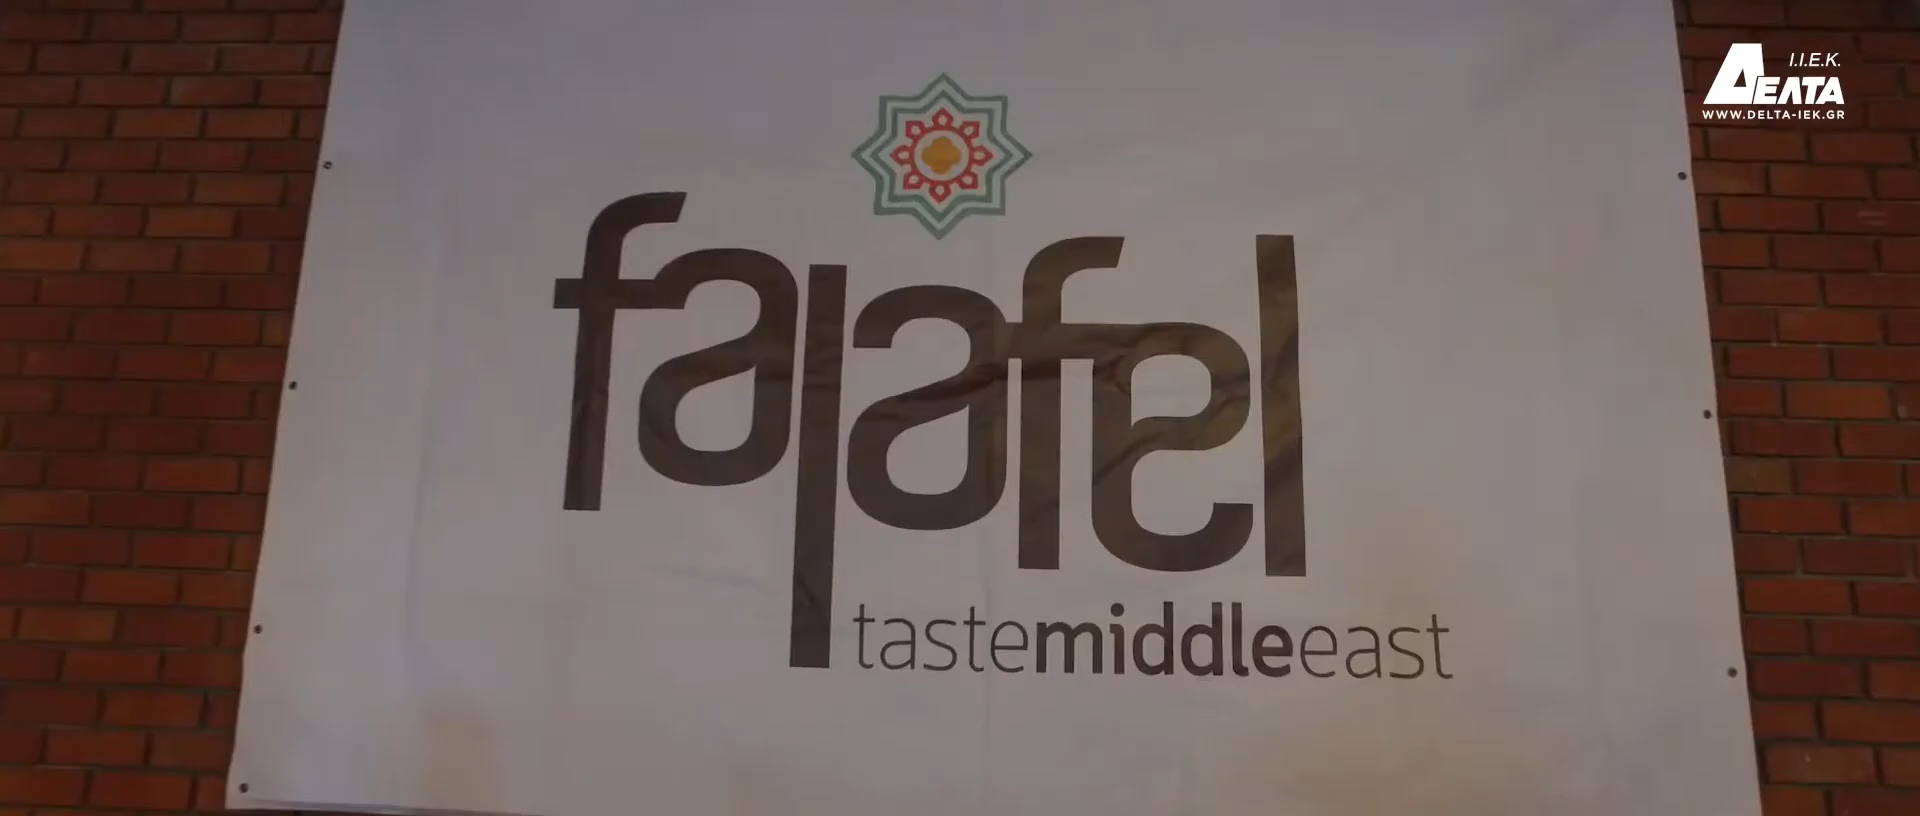 I.I.E.K.
ΔΕΛΤΑ
WWW.DELTA-IEK.GR
falafel
tastemiddleeast